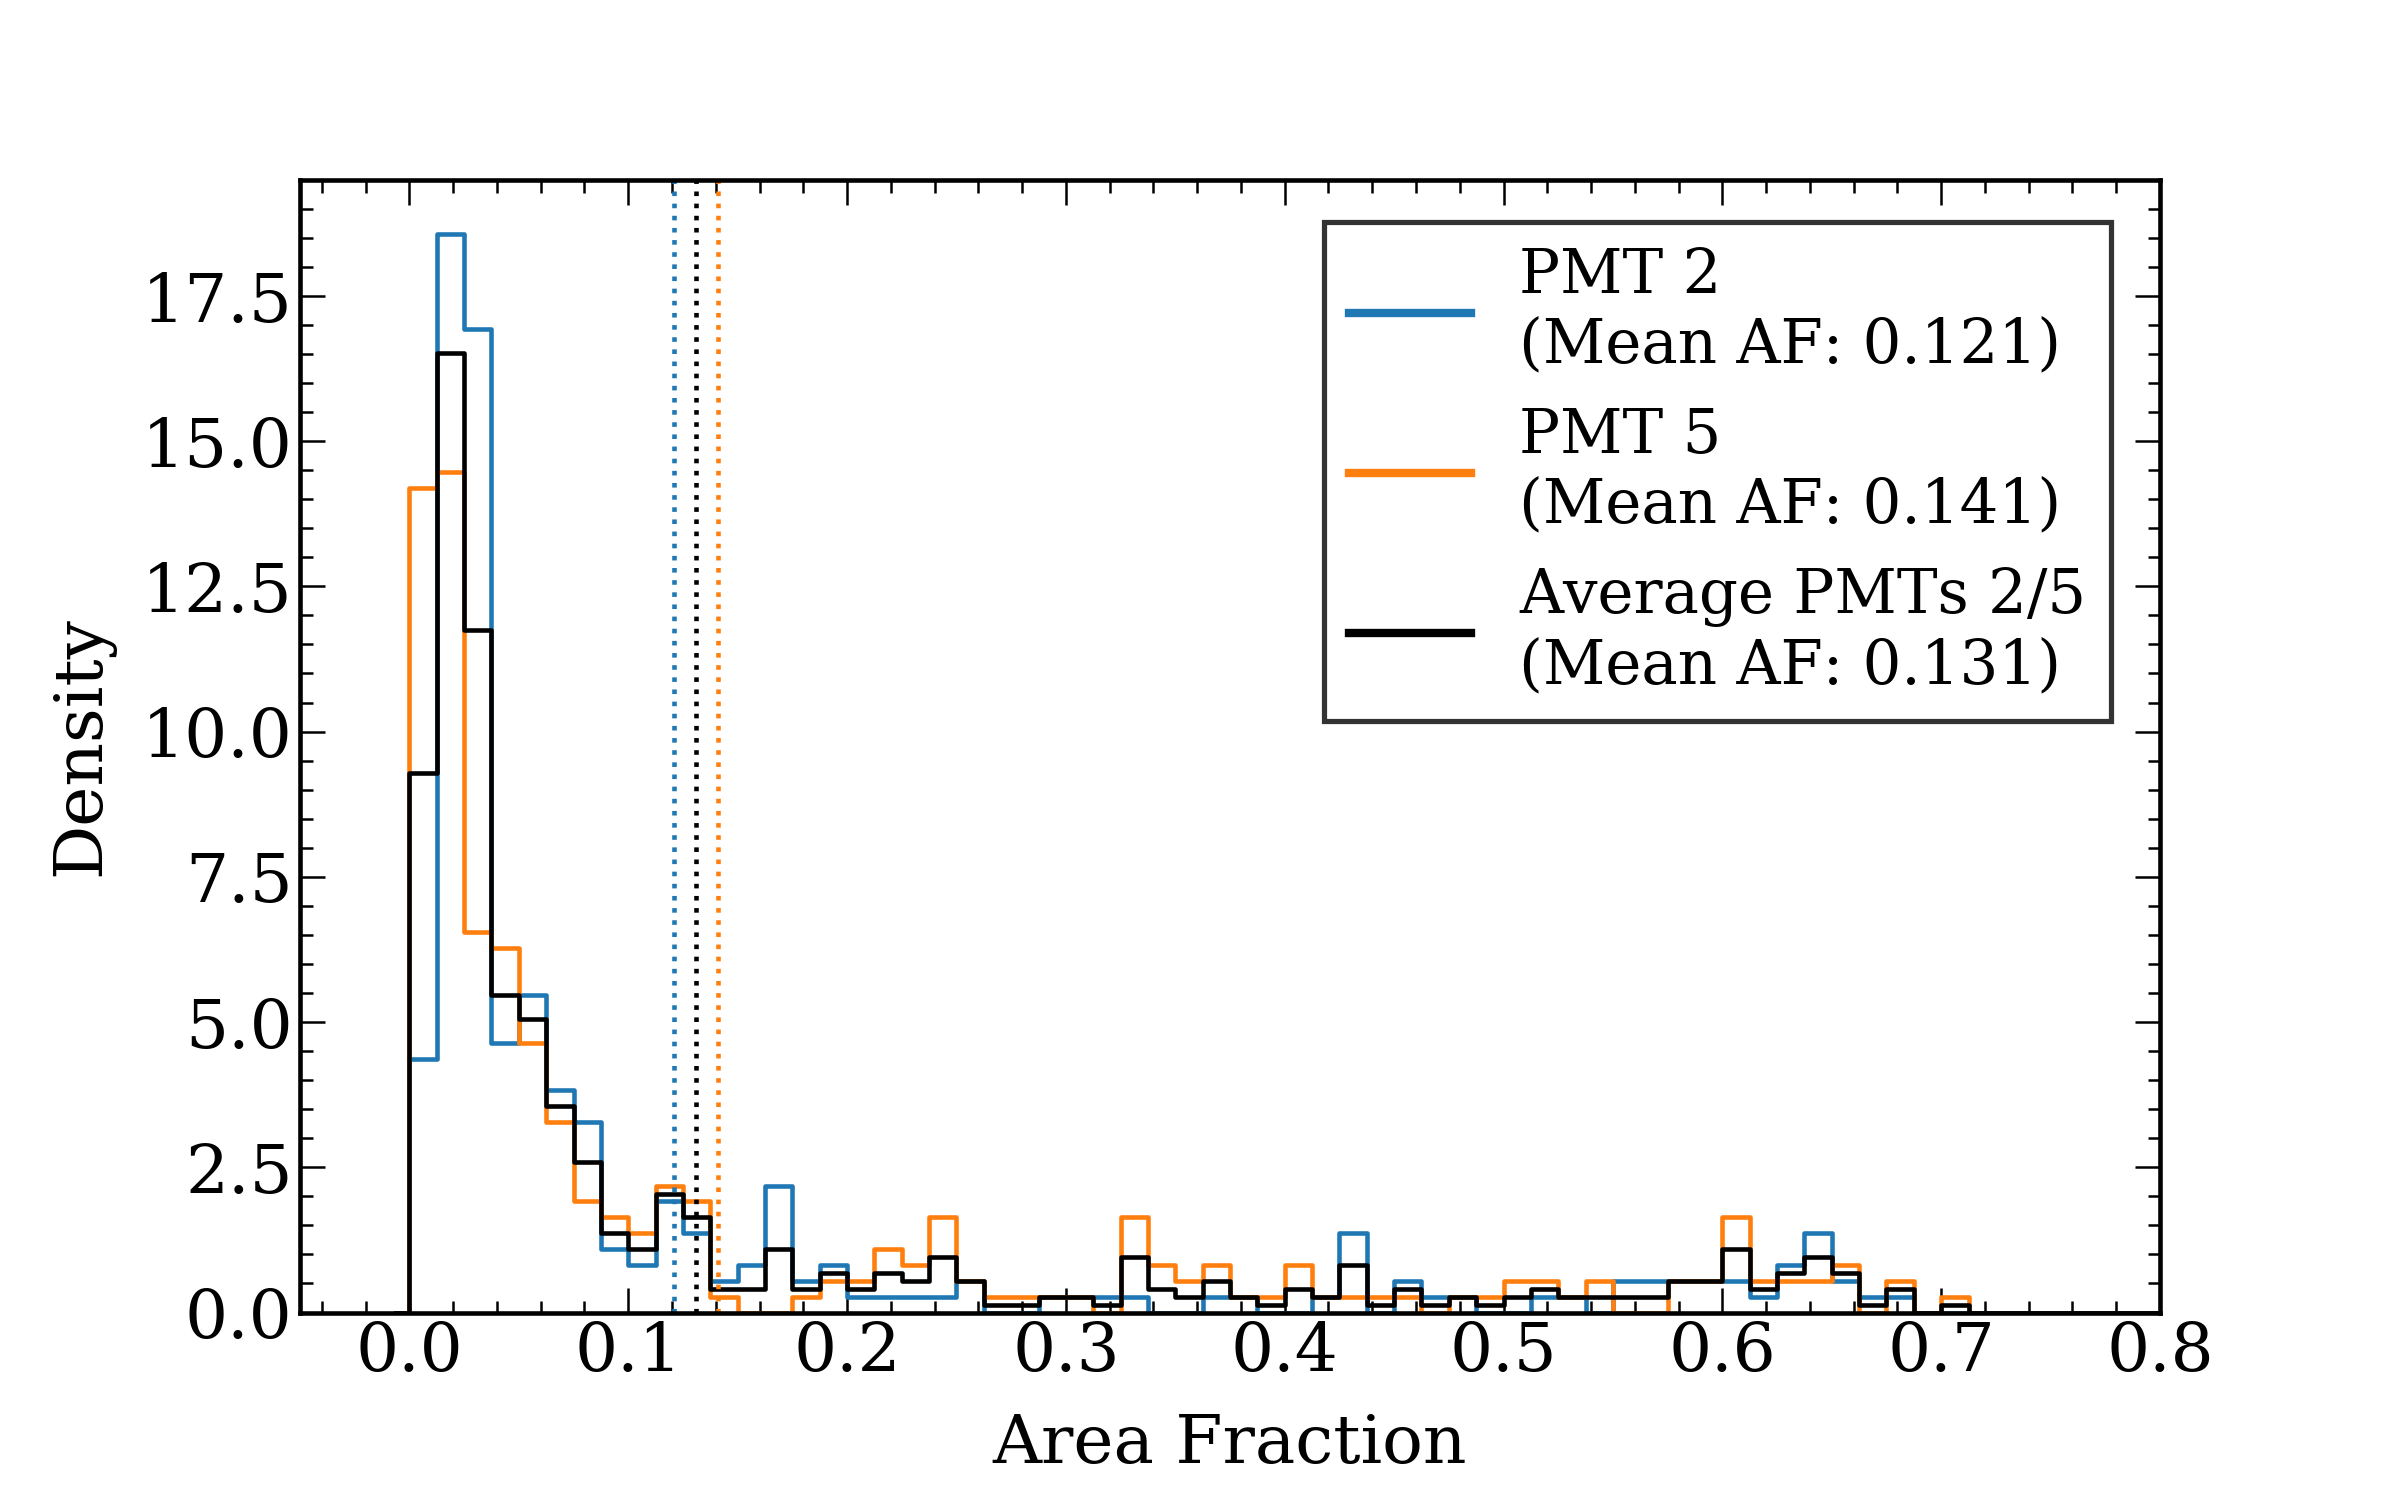 PMT 2
(Mean AF: 0.121)
PMT 5
(Mean AF: 0.141)
Average PMTs 2/5
(Mean AF: 0.131)
17.5
15.0
12.5
10.0
7.5
5.0
2.5
0.0
Density
0.0 0.1 0.2 0.3 0.4 0.5 0.6 0.7 0.8
Area Fraction